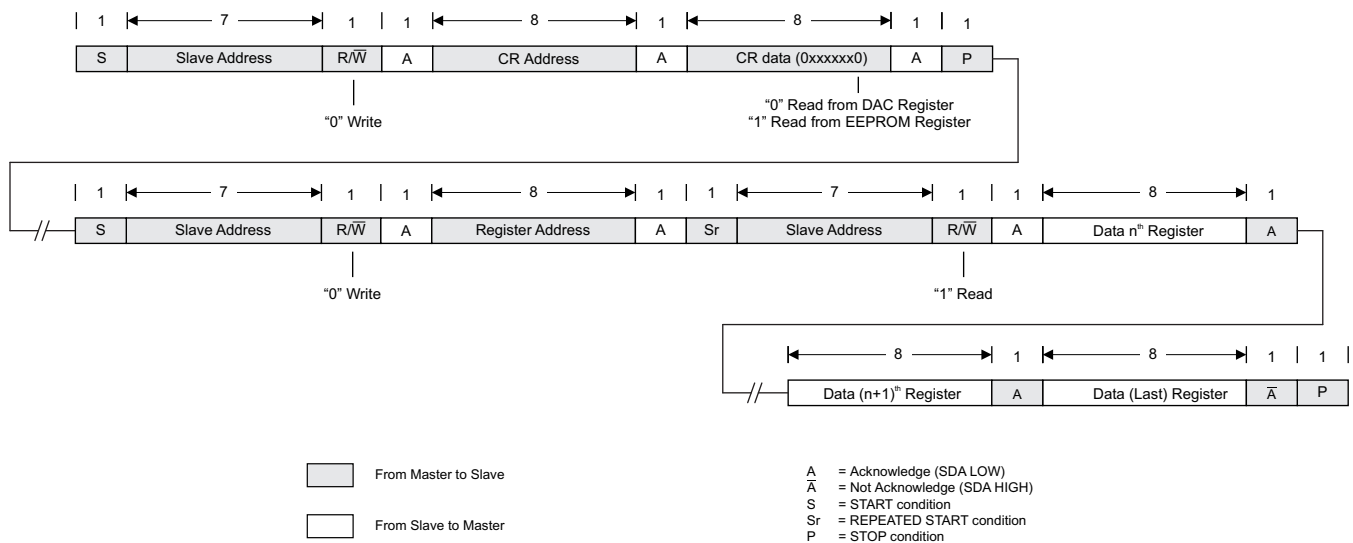 1 7 1 1 8 1 8 1 1
S Slave Address R/W̅ A CR Address A CR data (0xxxxxx0) A P
"0" Write
"0" Read from DAC Register
"1" Read from EEPROM Register
1 7 1 1 8 1 1 7 1 1 8 1
S Slave Address R/W̅ A Register Address A Sr Slave Address R/W̅ A Data nth Register A
"0" Write "1" Read
8 1 8 1 1
Data (n+1)th Register A Data (Last) Register A̅ P
From Master to Slave
From Slave to Master
A = Acknowledge (SDA LOW)
A̅ = Not Acknowledge (SDA HIGH)
S = START condition
Sr = REPEATED START condition
P = STOP condition